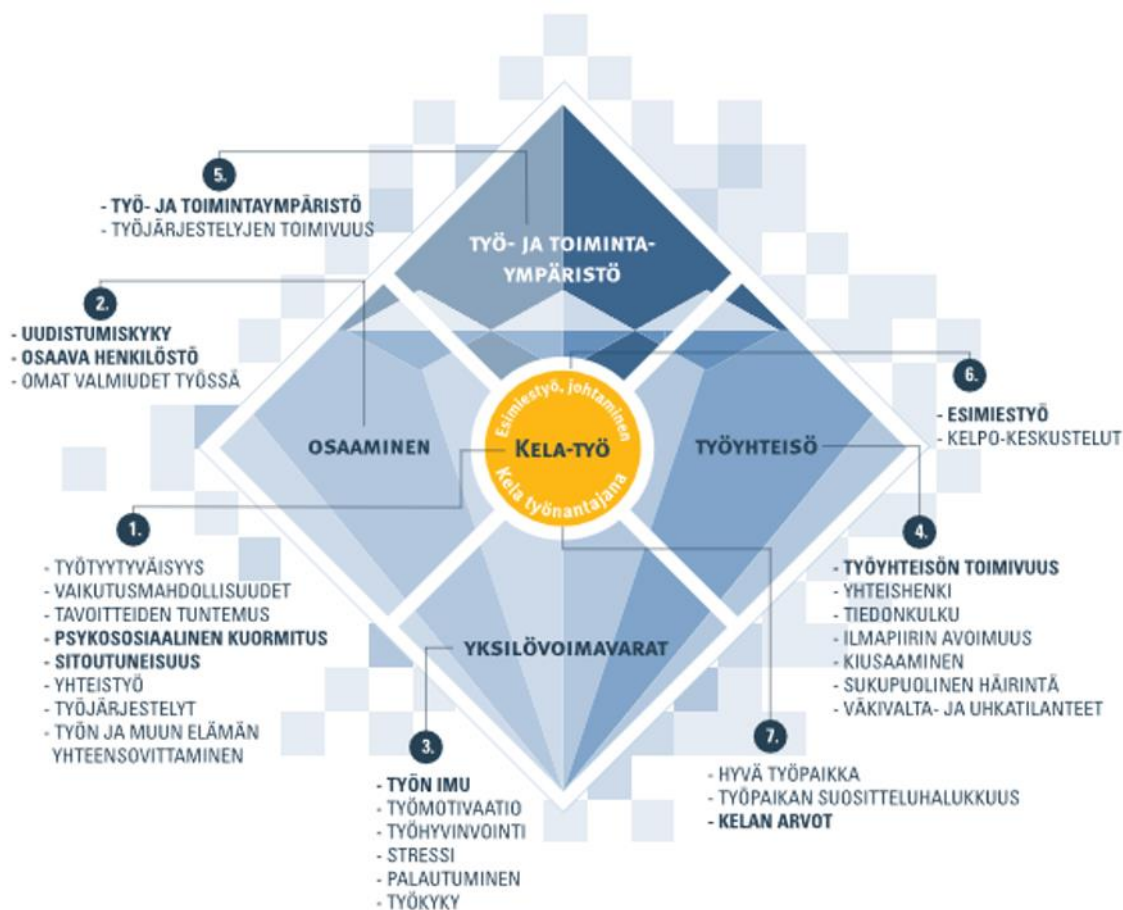 5.
- TYÖ- JA TOIMINTAYMPÄRISTÖ
- TYÖJÄRJESTELYJEN TOIMIVUUS
TYÖ- JA TOIMINTA-
YMPÄRISTÖ
2.
- UUDISTUMISKYKY
- OSAAVA HENKILÖSTÖ
- OMAT VALMIUDET TYÖSSÄ
6.
- ESIMIESTYÖ
- KELPO-KESKUSTELUT
OSAAMINEN
Esimiestyö, johtaminen
KELA-TYÖ
Kela työnantajana
TYÖYHTEISÖ
1.
- TYÖTYYTYVÄISYYS
- VAIKUTUSMAHDOLLISUUDET
- TAVOITTEIDEN TUNTEMUS
- PSYKOSOSIAALINEN KUORMITUS
- SITOUTUNEISUUS
- YHTEISTYÖ
- TYÖJÄRJESTELYT
- TYÖN JA MUUN ELÄMÄN
YHTEENSOVITTAMINEN
4.
- TYÖYHTEISÖN TOIMIVUUS
- YHTEISHENKI
- TIEDONKULKU
- ILMAPIIRIN AVOIMUUS
- KIUSAAMINEN
- SUKUPUOLINEN HÄIRINTÄ
- VÄKIVALTA- JA UHKATILANTEET
YKSILÖVOIMAVARAT
3.
- TYÖN IMU
- TYÖMOTIVAATIO
- TYÖHYVINVOINTI
- STRESSI
- PALAUTUMINEN
- TYÖKYKY
7.
- HYVÄ TYÖPAIKKA
- TYÖPAIKAN SUOSITTELUHALUKKUUS
- KELAN ARVOT